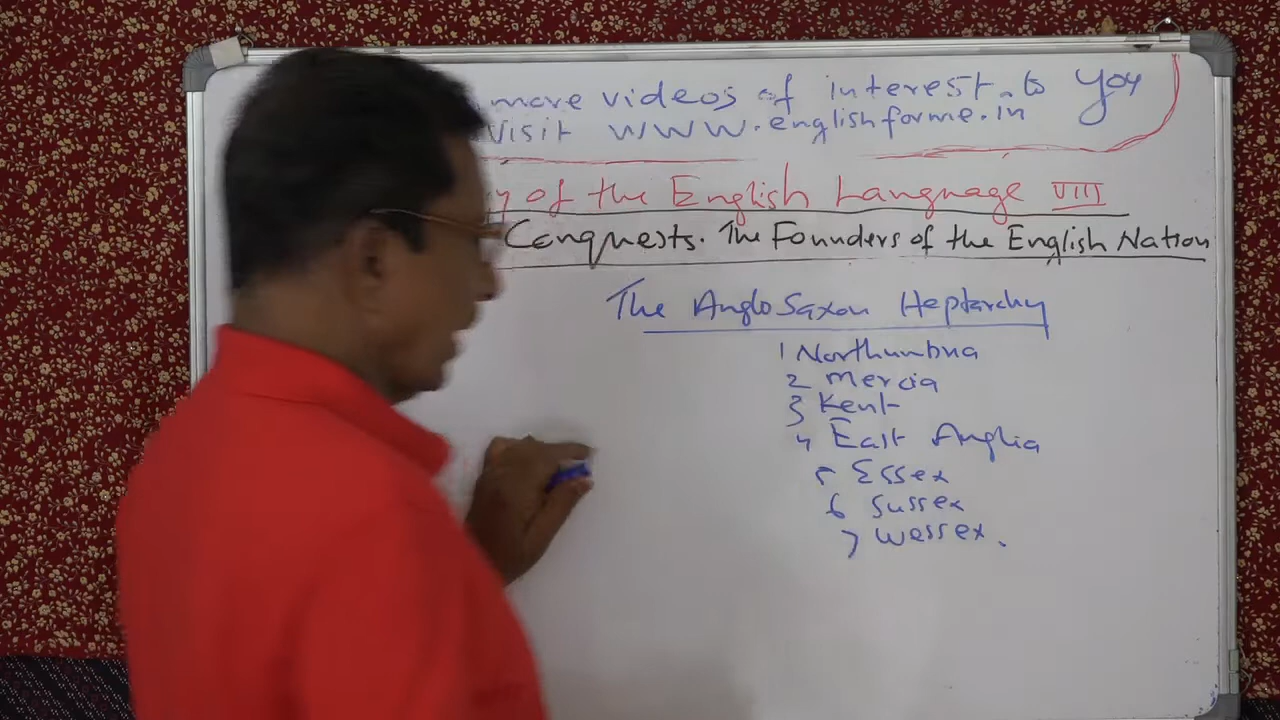 more videos of interest to you
Visit www.englishforme.in
y of the English Language VIII
Conquests. The Founders of the English Nation
The Anglo Saxon Heptarchy
1 Northumbria
2 Mercia
3 Kent
4 East Anglia
5 Essex
6 Sussex
7 Wessex.